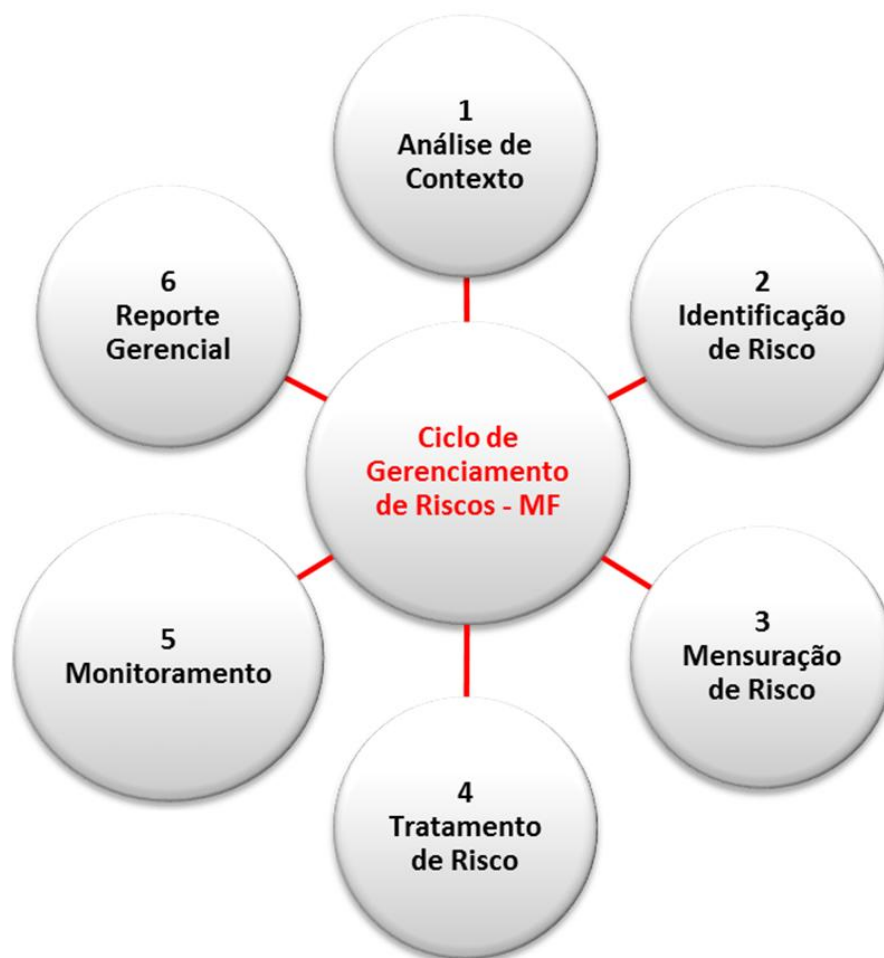 1
Análise de
Contexto
2
Identificação
de Risco
3
Mensuração
de Risco
4
Tratamento
de Risco
5
Monitoramento
6
Reporte
Gerencial
Ciclo de
Gerenciamento
de Riscos - MF